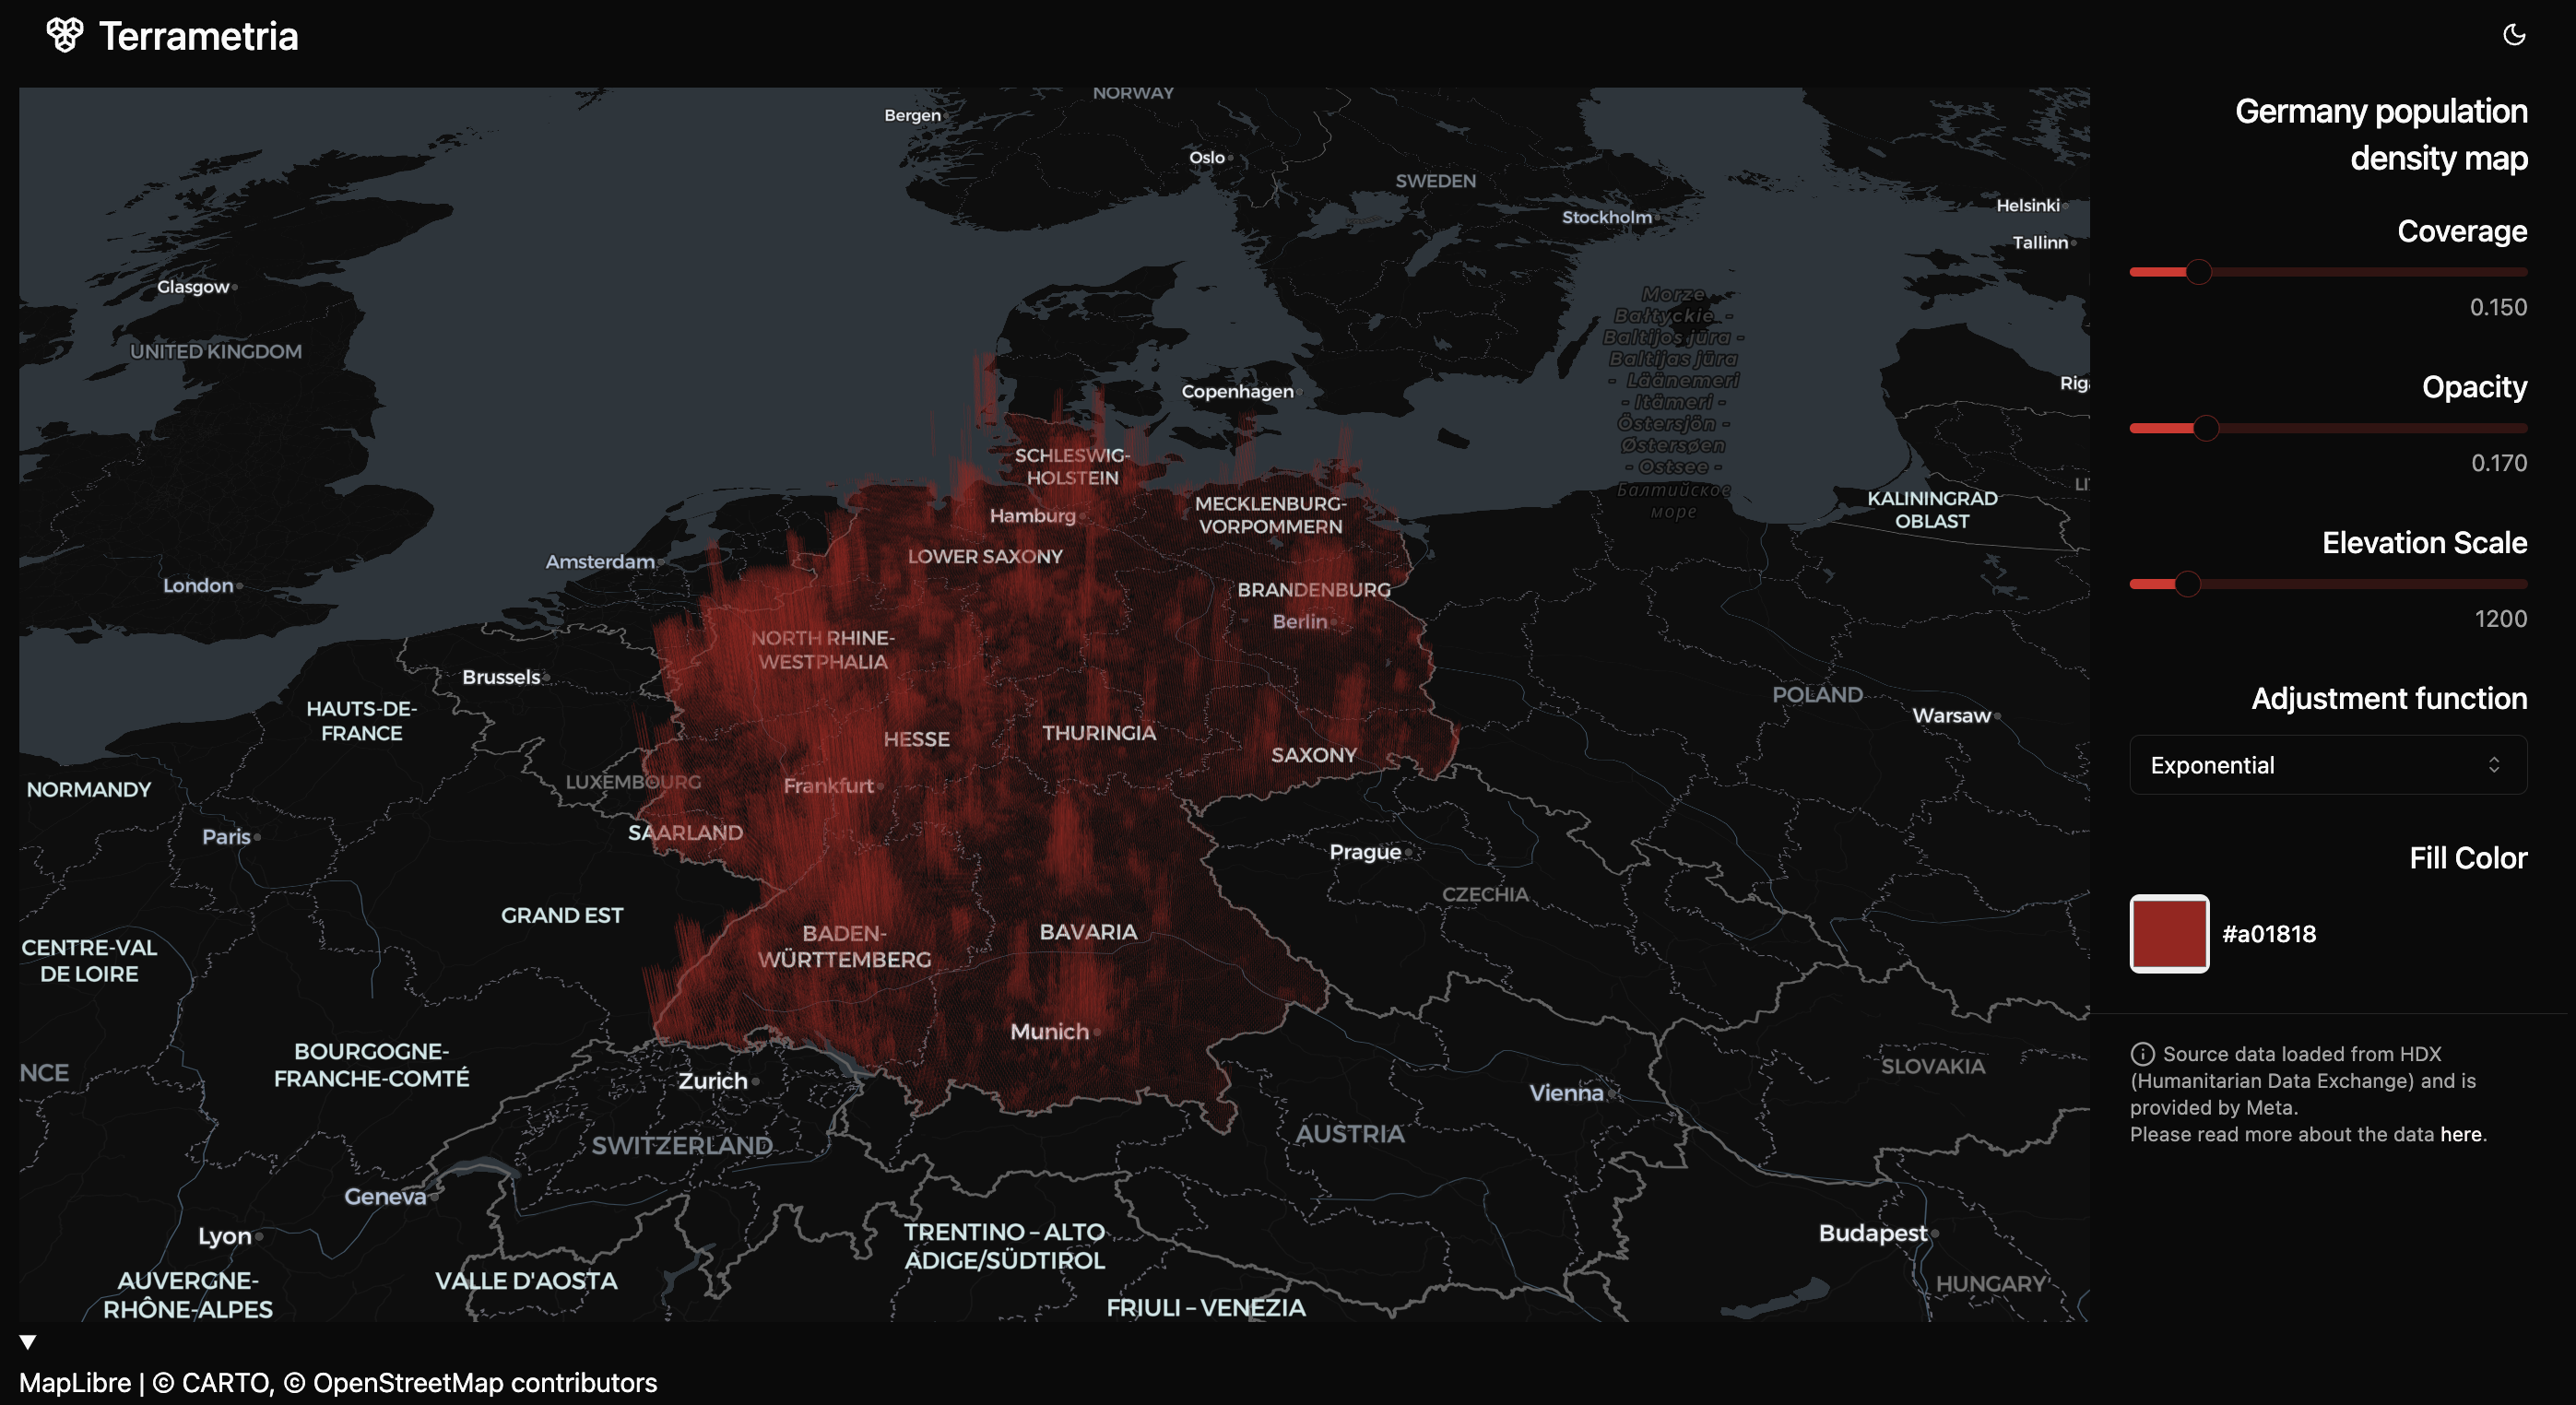 Terrametria
NORWAY
Bergen
Oslo
SWEDEN
Stockholm
Helsinki
Tallinn
Glasgow
UNITED KINGDOM
Morze
Bałtyckie -
Baltijos jūra -
Baltijas jūra
- Läänemeri
- Itämeri -
Östersjön -
Østersøen
- Ostsee -
Балтийское
море
Copenhagen
Rig
SCHLESWIG-
HOLSTEIN
MECKLENBURG-
VORPOMMERN
KALININGRAD
OBLAST
LI
Hamburg
LOWER SAXONY
Amsterdam
London
BRANDENBURG
Berlin
NORTH RHINE-
WESTPHALIA
Brussels
POLAND
Warsaw
HAUTS-DE-
FRANCE
HESSE
THURINGIA
SAXONY
LUXEMBOURG
Frankfurt
NORMANDY
Paris
SAARLAND
Prague
CZECHIA
GRAND EST
BADEN-
WÜRTTEMBERG
BAVARIA
CENTRE-VAL
DE LOIRE
Munich
BOURGOGNE-
FRANCHE-COMTÉ
NCE
Zurich
Vienna
SLOVAKIA
SWITZERLAND
AUSTRIA
Geneva
Lyon
TRENTINO – ALTO
ADIGE/SÜDTIROL
Budapest
AUVERGNE-
RHÔNE-ALPES
VALLE D'AOSTA
FRIULI – VENEZIA
HUNGARY
Germany population
density map
Coverage
0.150
Opacity
0.170
Elevation Scale
1200
Adjustment function
Exponential
Fill Color
#a01818
Source data loaded from HDX
(Humanitarian Data Exchange) and is
provided by Meta.
Please read more about the data here.
MapLibre | © CARTO, © OpenStreetMap contributors